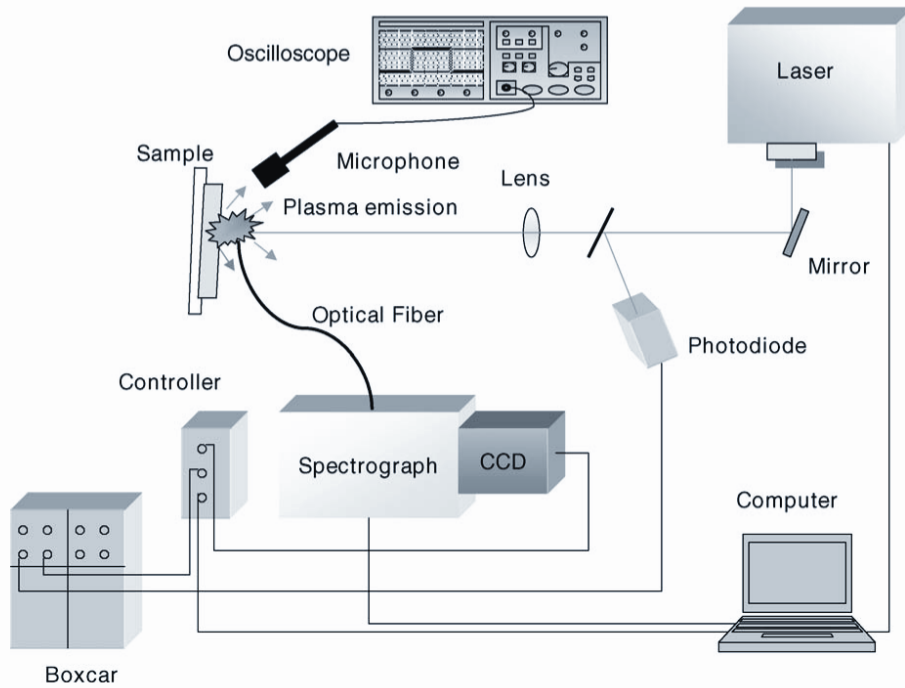 Oscilloscope
Laser
Sample
Microphone
Lens
Plasma emission
Mirror
Optical Fiber
Photodiode
Controller
Spectrograph
CCD
Computer
Boxcar